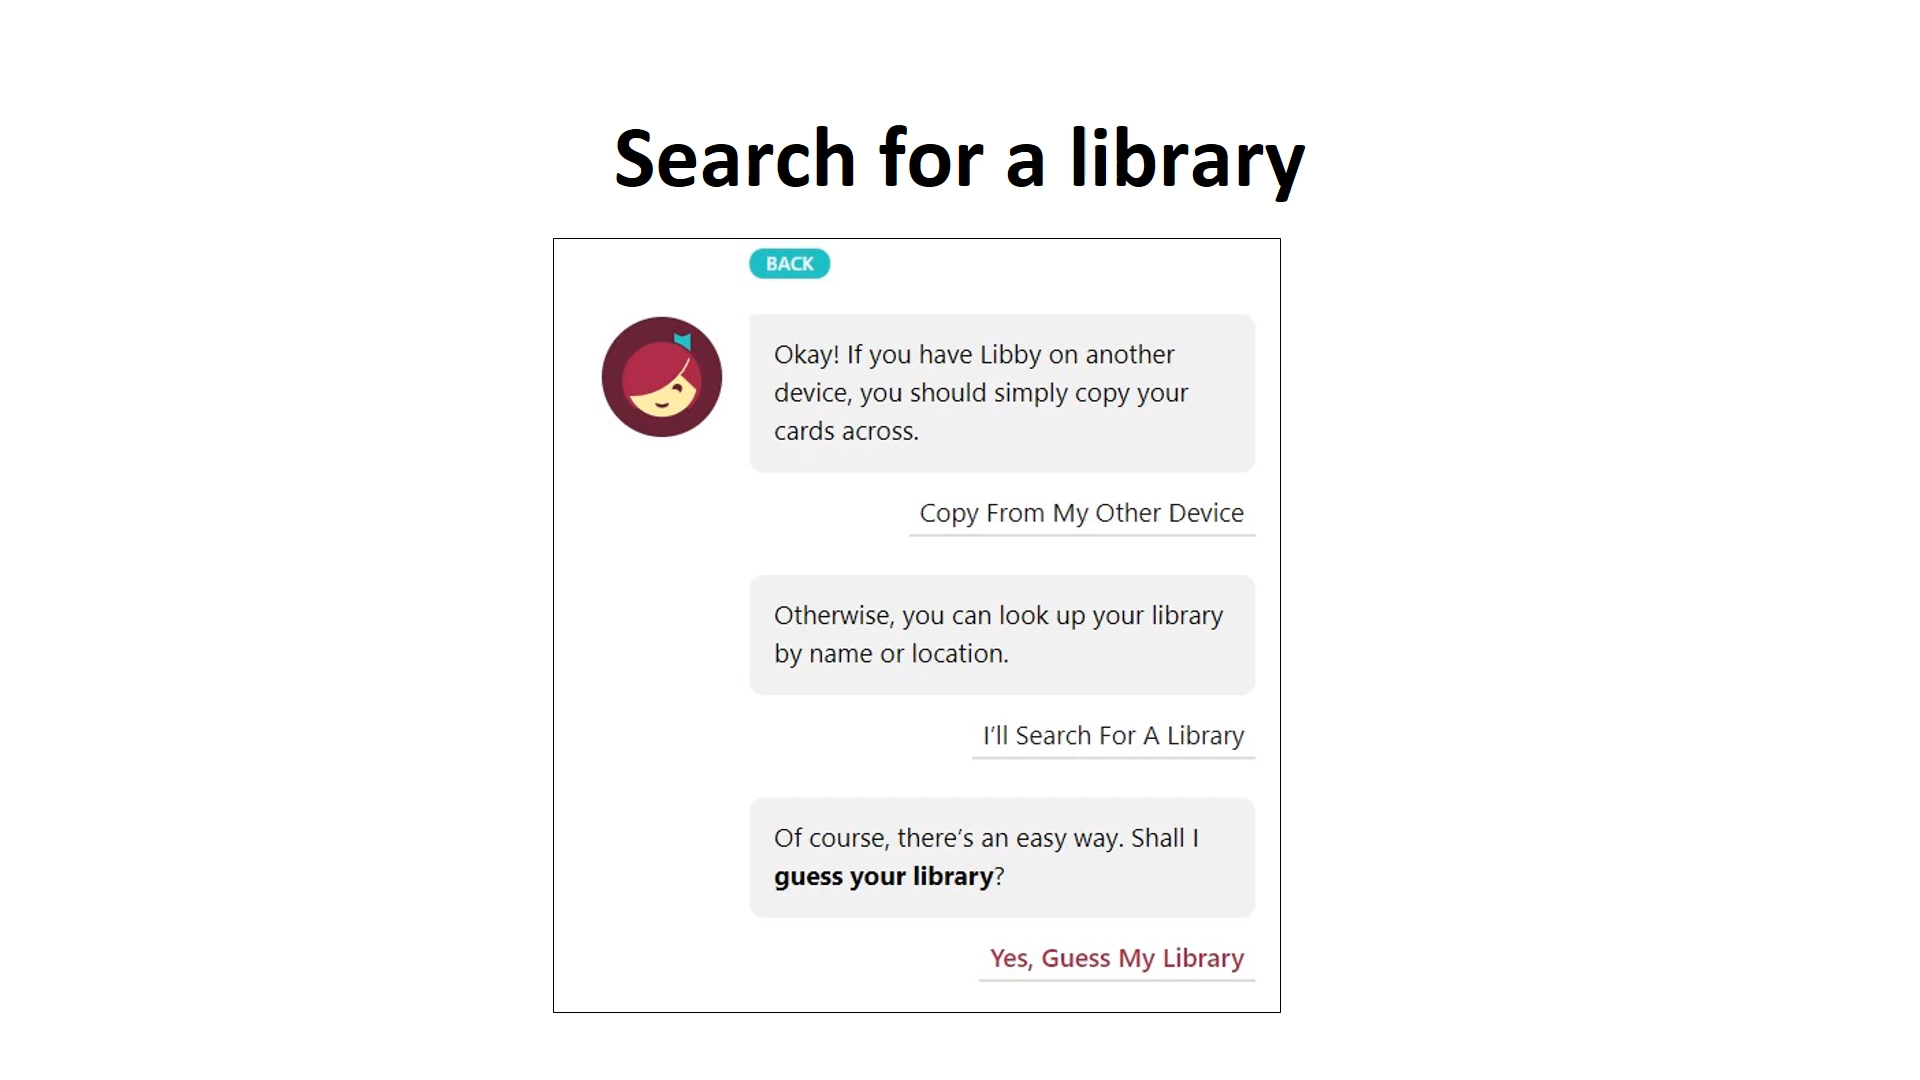 Search for a library
BACK
Okay! If you have Libby on another
device, you should simply copy your
cards across.
Copy From My Other Device
Otherwise, you can look up your library
by name or location.
I’ll Search For A Library
Of course, there’s an easy way. Shall I
guess your library?
Yes, Guess My Library